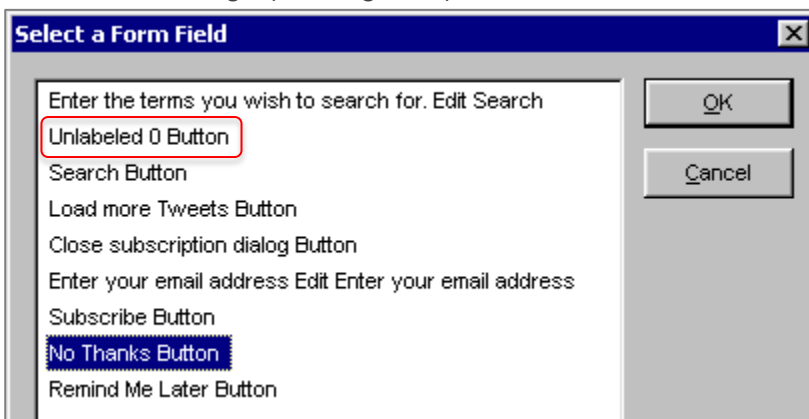 Select a Form Field
Enter the terms you wish to search for. Edit Search
Unlabeled 0 Button
Search Button
Load more Tweets Button
Close subscription dialog Button
Enter your email address Edit Enter your email address
Subscribe Button
No Thanks Button
Remind Me Later Button
OK
Cancel